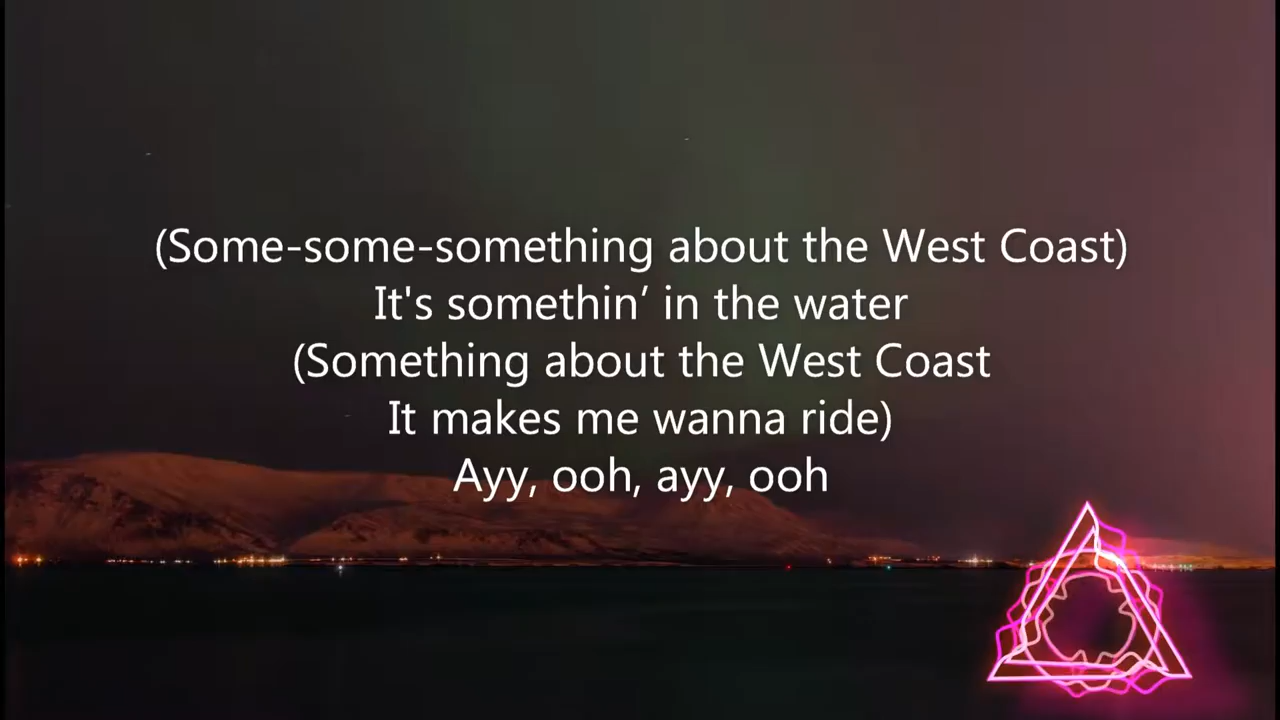 (Some-some-something about the West Coast)
It's somethin’ in the water
(Something about the West Coast
It makes me wanna ride)
Ayy, ooh, ayy, ooh